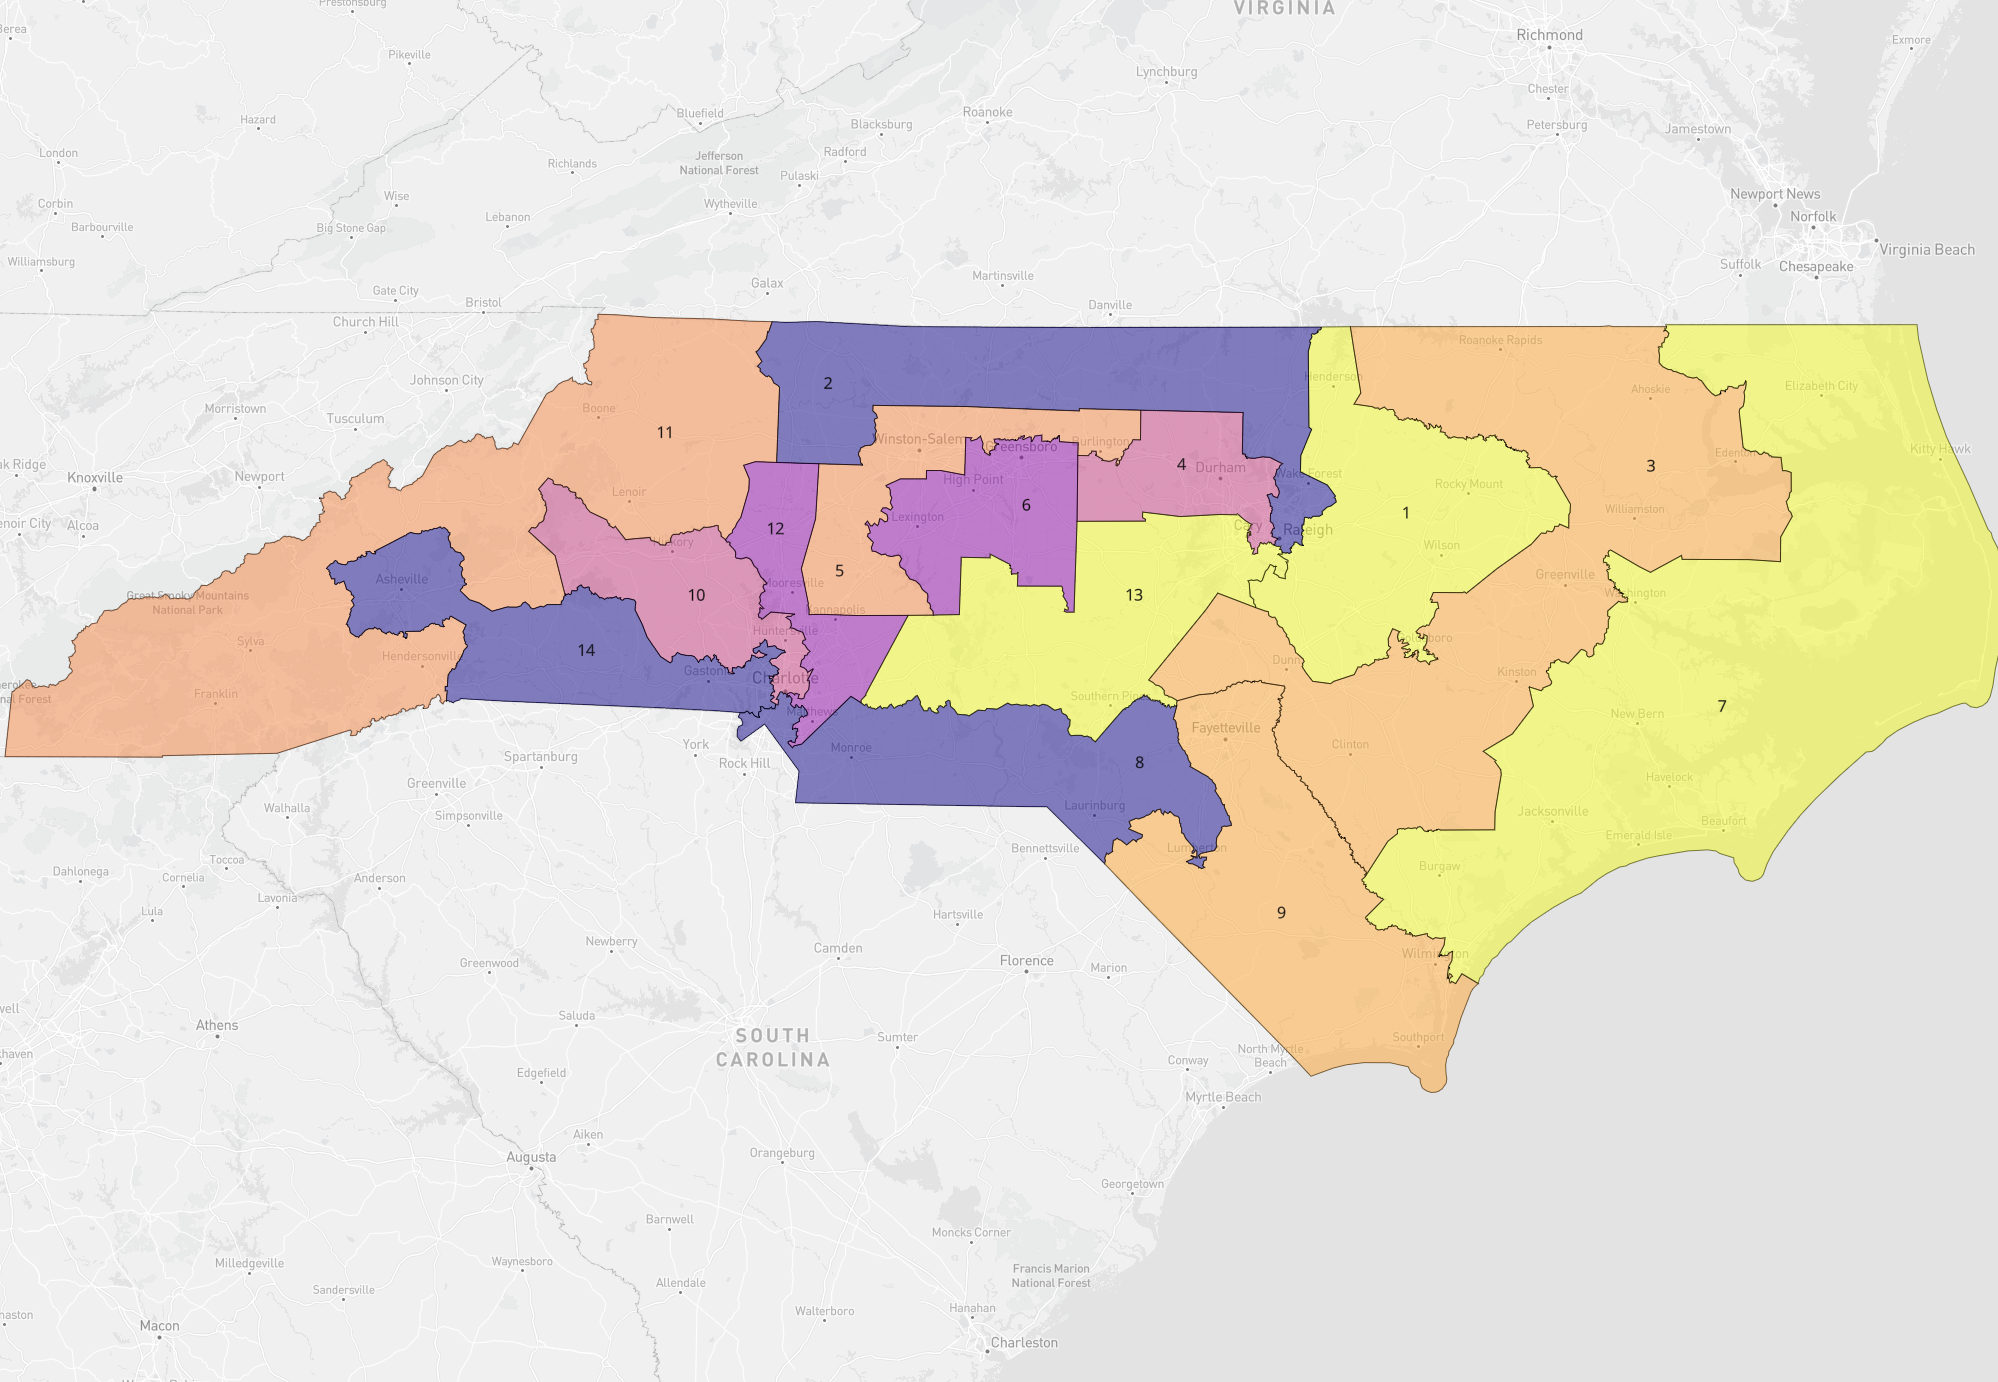 VIRGINIA
Prestonsburg
Berea
Richmond
Exmore
Pikeville
Lynchburg
Chester
Hazard
Bluefield
Roanoke
Blacksburg
Petersburg
Jamestown
London
Richlands
Jefferson
National Forest
Radford
Pulaski
Wise
Newport News
Corbin
Lebanon
Wytheville
Norfolk
Barbourville
Big Stone Gap
Virginia Beach
Williamsburg
Suffolk
Chesapeake
Martinsville
Galax
Gate City
Bristol
Danville
Church Hill
Roanoke Rapids
Johnson City
2
Henderson
Ahoskie
Elizabeth City
Morristown
Boone
Tusculum
11
Winston-Salem
Greensboro
Burlington
Kitty Hawk
Edenton
ak Ridge
Knoxville
Newport
4
Durham
3
High Point
Wake Forest
Rocky Mount
Lenoir
6
1
Williamston
enoir City
Alcoa
12
Lexington
Cary
Raleigh
Hickory
Wilson
5
Greenville
Asheville
Mooresville
Great Smoky Mountains
National Park
10
13
Washington
Kannapolis
Huntersville
Goldsboro
Sylva
14
Hendersonville
Dunn
Kinston
Gastonia
Charlotte
erokee
nal Forest
Franklin
Southern Pines
7
Matthews
New Bern
Fayetteville
York
Monroe
Clinton
Spartanburg
Rock Hill
8
Greenville
Havelock
Walhalla
Laurinburg
Jacksonville
Simpsonville
Beaufort
Emerald Isle
Bennettsville
Lumberton
Toccoa
Burgaw
Dahlonega
Cornelia
Anderson
Lavonia
Lula
Hartsville
9
Newberry
Camden
Greenville
Greenwood
Florence
Marion
Wilmington
well
Saluda
Athens
SOUTH
CAROLINA
Sumter
Southport
khaven
Conway
North Myrtle
Beach
Edgefield
Myrtle Beach
Aiken
Augusta
Orangeburg
Georgetown
Barnwell
Moncks Corner
Milledgeville
Waynesboro
Francis Marion
National Forest
Sandersville
Allendale
Walterboro
Hanahan
Macon
Charleston